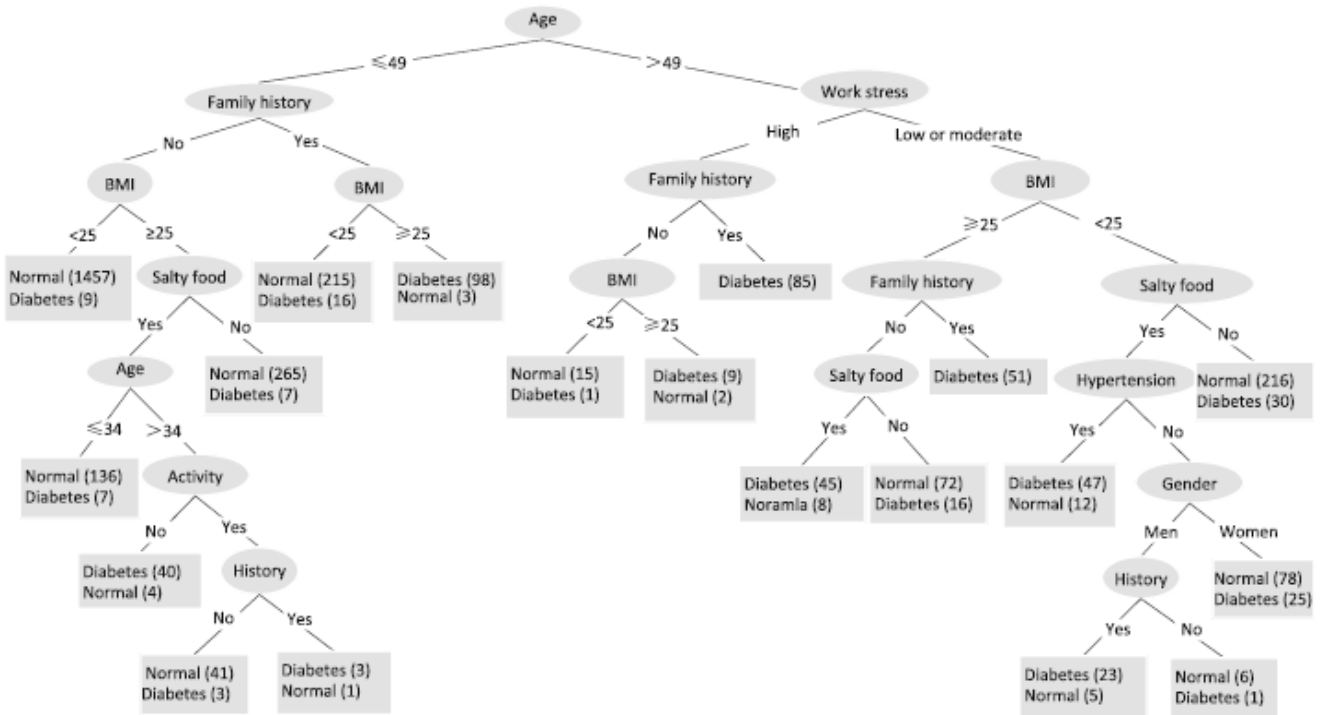 Age
≤49
>49
Family history
Work stress
No
Yes
High
Low or moderate
BMI
BMI
Family history
BMI
<25
≥25
<25
≥25
No
Yes
≥25
<25
Normal (1457)
Diabetes (9)
Salty food
Normal (215)
Diabetes (16)
Diabetes (98)
Normal (3)
BMI
Diabetes (85)
Family history
Salty food
Yes
No
<25
≥25
No
Yes
Yes
No
Age
Normal (265)
Diabetes (7)
Normal (15)
Diabetes (1)
Diabetes (9)
Normal (2)
Salty food
Diabetes (51)
Hypertension
Normal (216)
Diabetes (30)
≤34
>34
Yes
No
Yes
No
Normal (136)
Diabetes (7)
Activity
Diabetes (45)
Noramla (8)
Normal (72)
Diabetes (16)
Diabetes (47)
Normal (12)
Gender
No
Yes
Men
Women
Diabetes (40)
Normal (4)
History
History
Normal (78)
Diabetes (25)
No
Yes
Yes
No
Normal (41)
Diabetes (3)
Diabetes (3)
Normal (1)
Diabetes (23)
Normal (5)
Normal (6)
Diabetes (1)